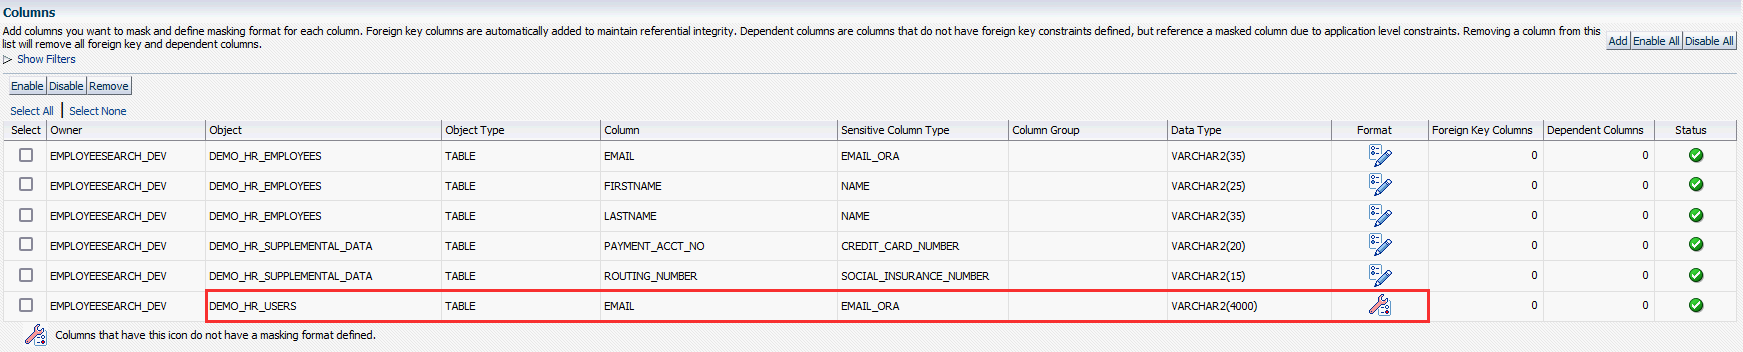 Columns
Add columns you want to mask and define masking format for each column. Foreign key columns are automatically added to maintain referential integrity. Dependent columns are columns that do not have foreign key constraints defined, but reference a masked column due to application level constraints. Removing a column from this
list will remove all foreign key and dependent columns.
Add Enable All Disable All
Show Filters
Enable Disable Remove
Select All Select None
Select Owner Object Object Type Column Sensitive Column Type Column Group Data Type Format Foreign Key Columns Dependent Columns Status
EMPLOYEESEARCH_DEV DEMO_HR_EMPLOYEES TABLE EMAIL EMAIL_ORA VARCHAR2(35) 0 0
EMPLOYEESEARCH_DEV DEMO_HR_EMPLOYEES TABLE FIRSTNAME NAME VARCHAR2(25) 0 0
EMPLOYEESEARCH_DEV DEMO_HR_EMPLOYEES TABLE LASTNAME NAME VARCHAR2(35) 0 0
EMPLOYEESEARCH_DEV DEMO_HR_SUPPLEMENTAL_DATA TABLE PAYMENT_ACCT_NO CREDIT_CARD_NUMBER VARCHAR2(20) 0 0
EMPLOYEESEARCH_DEV DEMO_HR_SUPPLEMENTAL_DATA TABLE ROUTING_NUMBER SOCIAL_INSURANCE_NUMBER VARCHAR2(15) 0 0
EMPLOYEESEARCH_DEV DEMO_HR_USERS TABLE EMAIL EMAIL_ORA VARCHAR2(4000) 0 0
Columns that have this icon do not have a masking format defined.